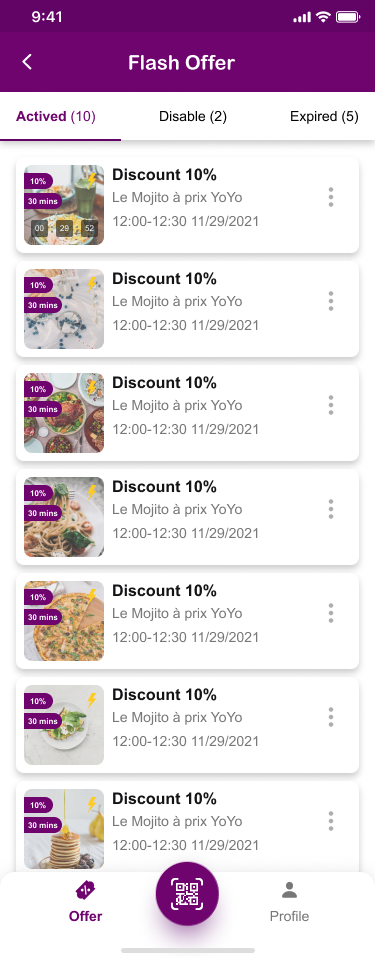 9:41
Flash Offer
Actived (10)
Disable (2)
Expired (5)
10%
30 mins
00 29 52
Discount 10%
Le Mojito à prix YoYo
12:00-12:30 11/29/2021
10%
30 mins
Discount 10%
Le Mojito à prix YoYo
12:00-12:30 11/29/2021
10%
30 mins
Discount 10%
Le Mojito à prix YoYo
12:00-12:30 11/29/2021
10%
30 mins
Discount 10%
Le Mojito à prix YoYo
12:00-12:30 11/29/2021
10%
30 mins
Discount 10%
Le Mojito à prix YoYo
12:00-12:30 11/29/2021
10%
30 mins
Discount 10%
Le Mojito à prix YoYo
12:00-12:30 11/29/2021
10%
30 mins
Discount 10%
Le Mojito à prix YoYo
12:00-12:30 11/29/2021
Offer
Profile